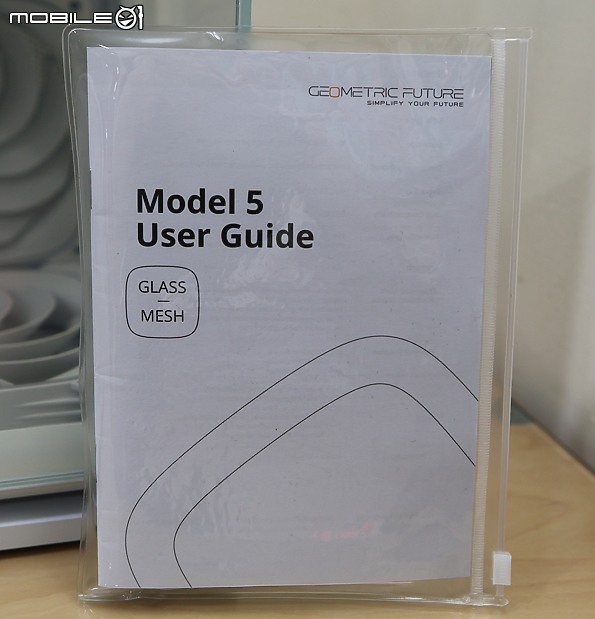 MOBILE01
GEOMETRIC FUTURE
SIMPLIFY YOUR FUTURE
Model 5
User Guide
GLASS
MESH